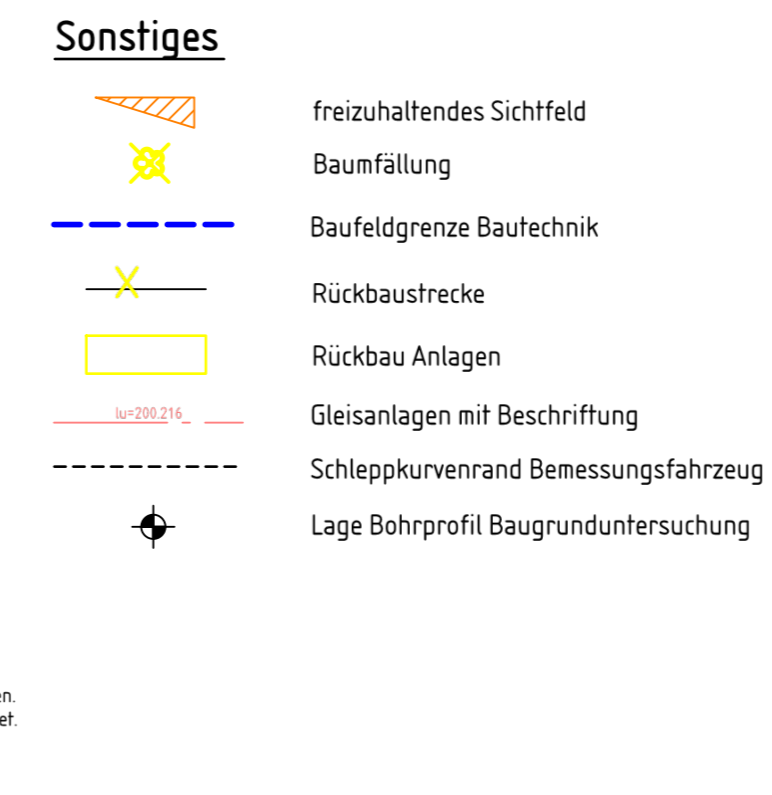 Sonstiges
freizuhaltendes Sichtfeld
Baumfällung
Baufeldgrenze Bautechnik
Rückbaustrecke
Rückbau Anlagen
lu=200.216
Gleisanlagen mit Beschriftung
Schleppkurvenrand Bemessungsfahrzeug
Lage Bohrprofil Baugrunduntersuchung
en.
et.